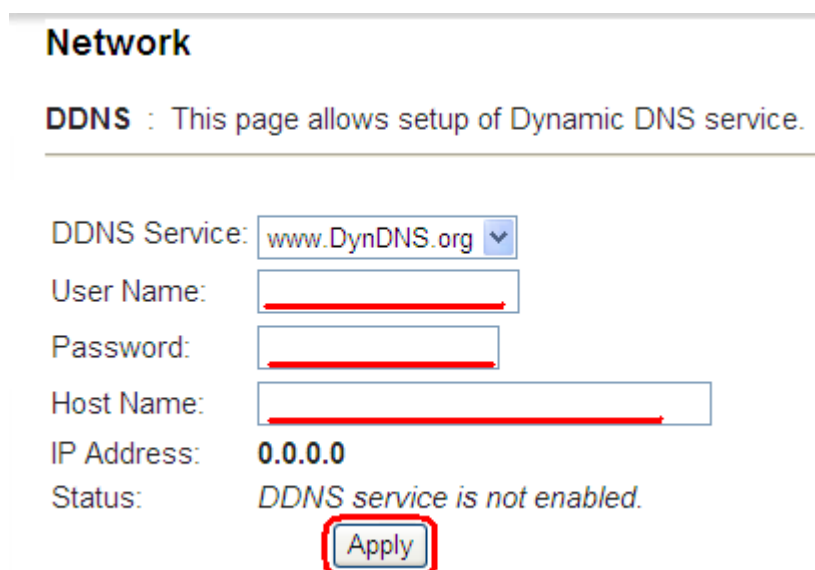 Network
DDNS : This page allows setup of Dynamic DNS service.
DDNS Service: www.DynDNS.org
User Name:
Password:
Host Name:
IP Address: 0.0.0.0
Status: DDNS service is not enabled.
Apply